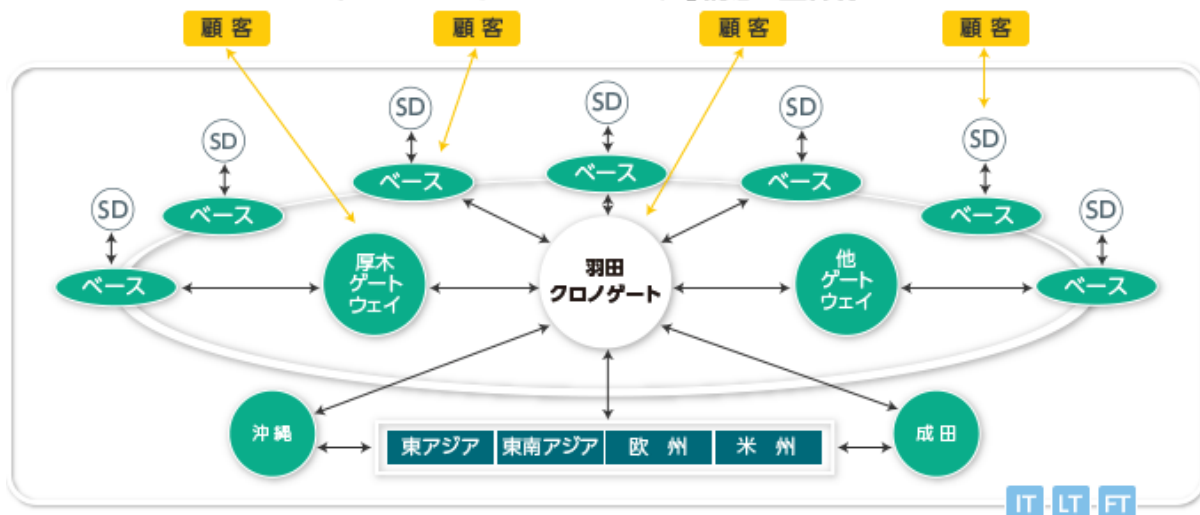 顧客
顧客
顧客
顧客
SD
SD
SD
SD
SD
SD
SD
ベース
ベース
ベース
ベース
ベース
ベース
ベース
厚木
ゲート
ウェイ
羽田
クロノゲート
他
ゲート
ウェイ
沖縄
東アジア
東南アジア
欧州
米州
成田
IT
LT
FT